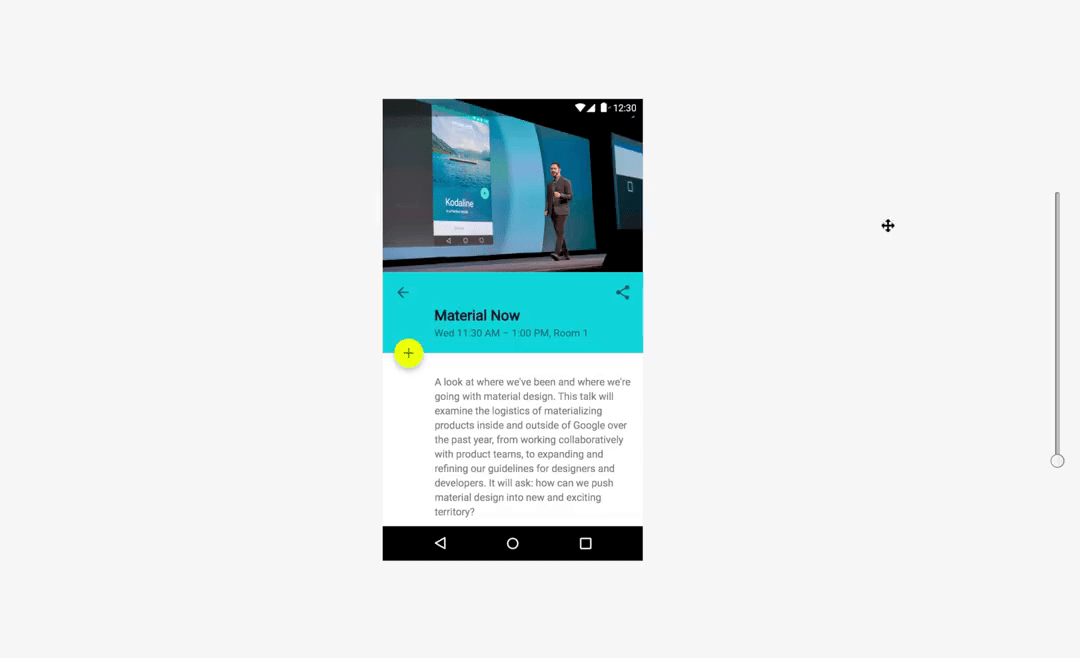 12:30
Kodaline
Material Now
Wed 11:30 AM – 1:00 PM, Room 1
A look at where we've been and where we're
going with material design. This talk will
examine the logistics of materializing
products inside and outside of Google over
the past year, from working collaboratively
with product teams, to expanding and
refining our guidelines for designers and
developers. It will ask: how can we push
material design into new and exciting
territory?